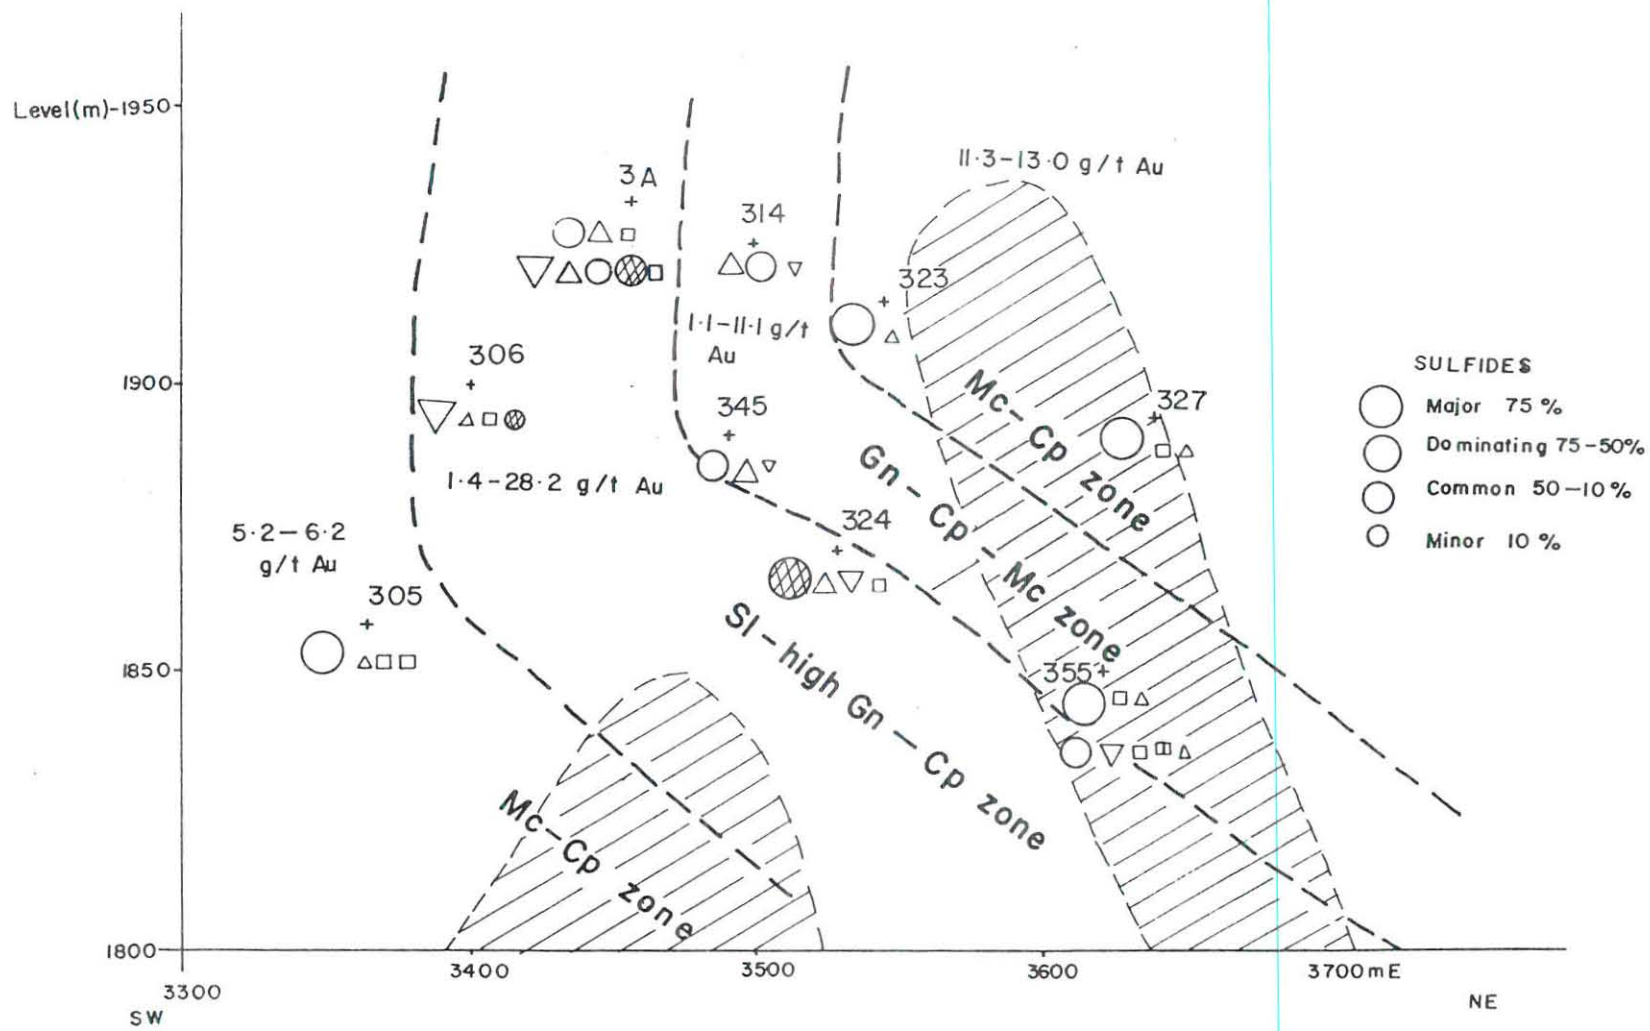 Level(m)-1950
11·3-13·0 g/t Au
3A
314
323
1·1-11·1 g/t
Au
306
1900
SULFIDES
Major 75%
Dominating 75-50%
Common 50-10%
Minor 10%
Mc-Cp zone
327
345
Gn-Cp-Mc zone
1·4-28·2 g/t Au
324
5·2-6·2
g/t Au
305
Sl-high Gn-Cp zone
355
1850
Mc-Cp zone
1800
3300
3400
3500
3600
3700mE
SW
NE